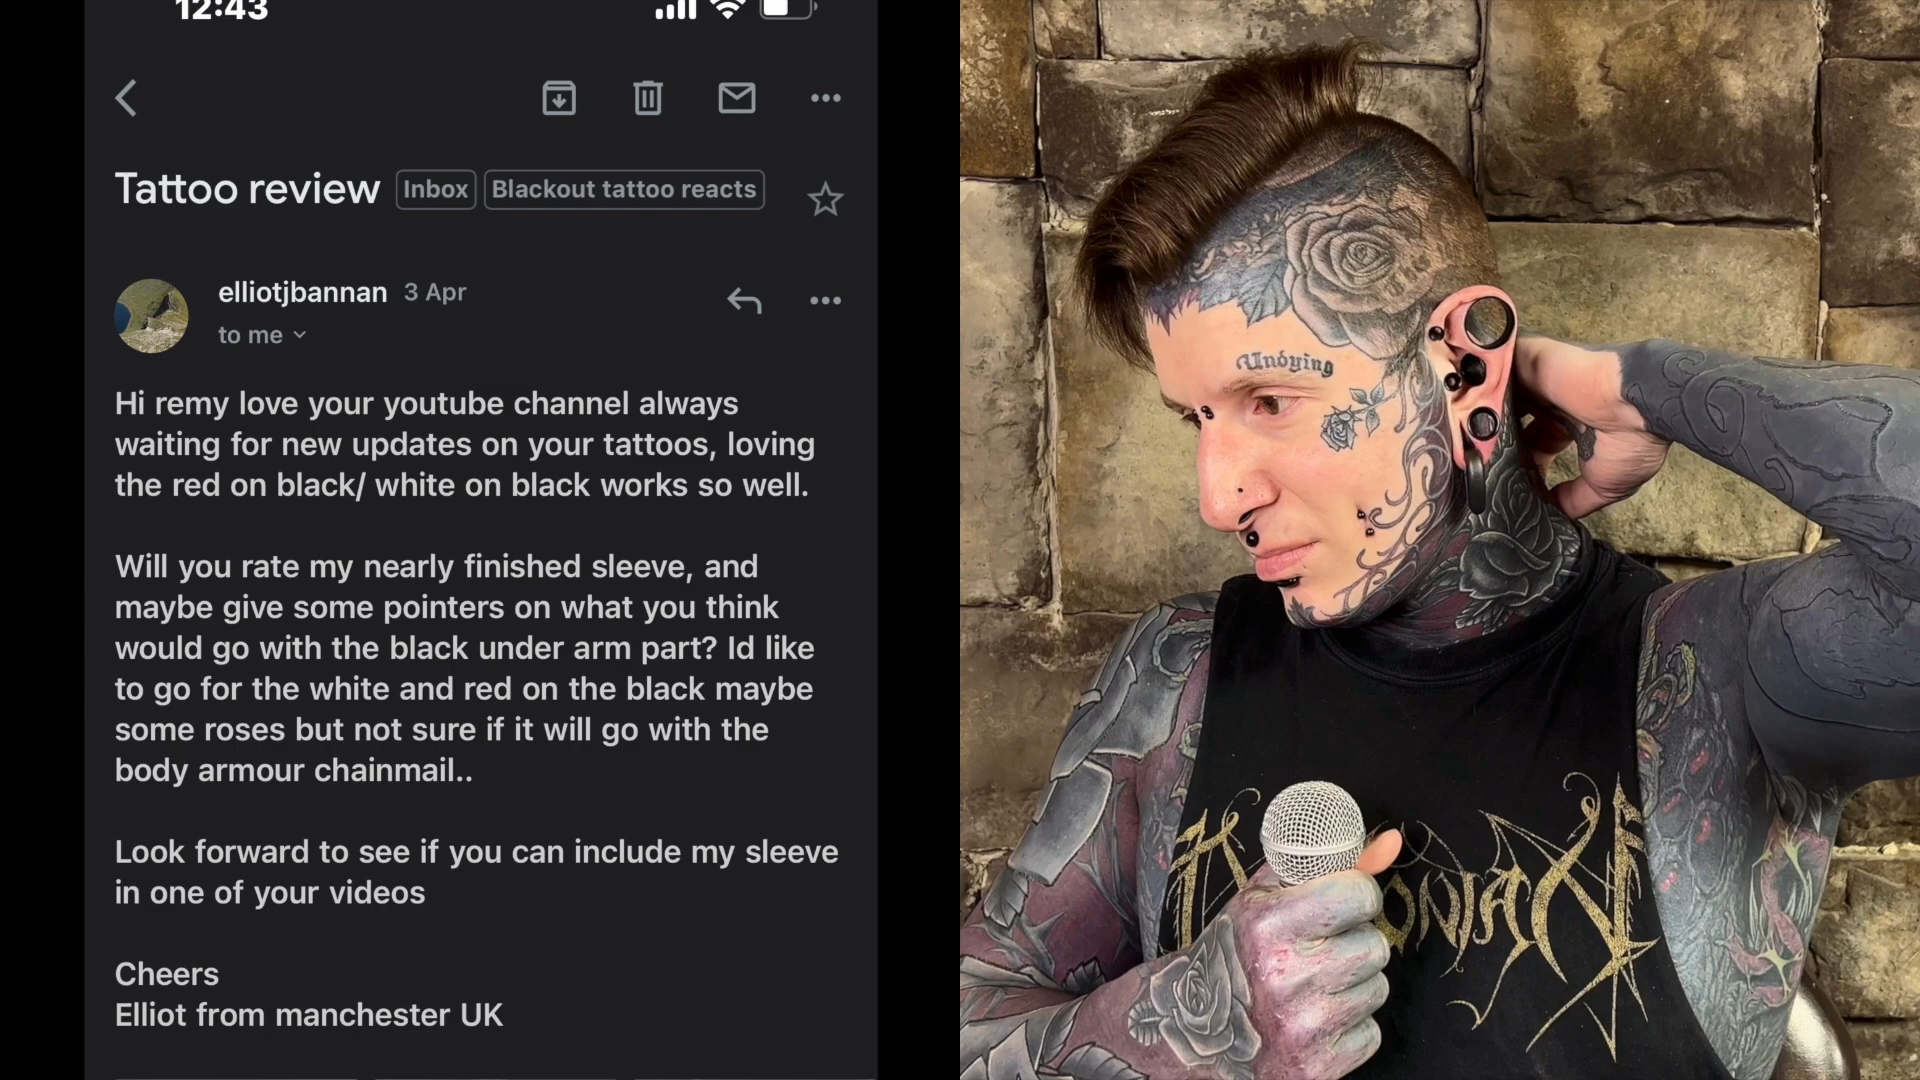 12:43
Tattoo review Inbox Blackout tattoo reacts
elliotjbannan 3 Apr
to me
Hi remy love your youtube channel always
waiting for new updates on your tattoos, loving
the red on black/ white on black works so well.
Will you rate my nearly finished sleeve, and
maybe give some pointers on what you think
would go with the black under arm part? Id like
to go for the white and red on the black maybe
some roses but not sure if it will go with the
body armour chainmail..
Look forward to see if you can include my sleeve
in one of your videos
Cheers
Elliot from manchester UK
Undying